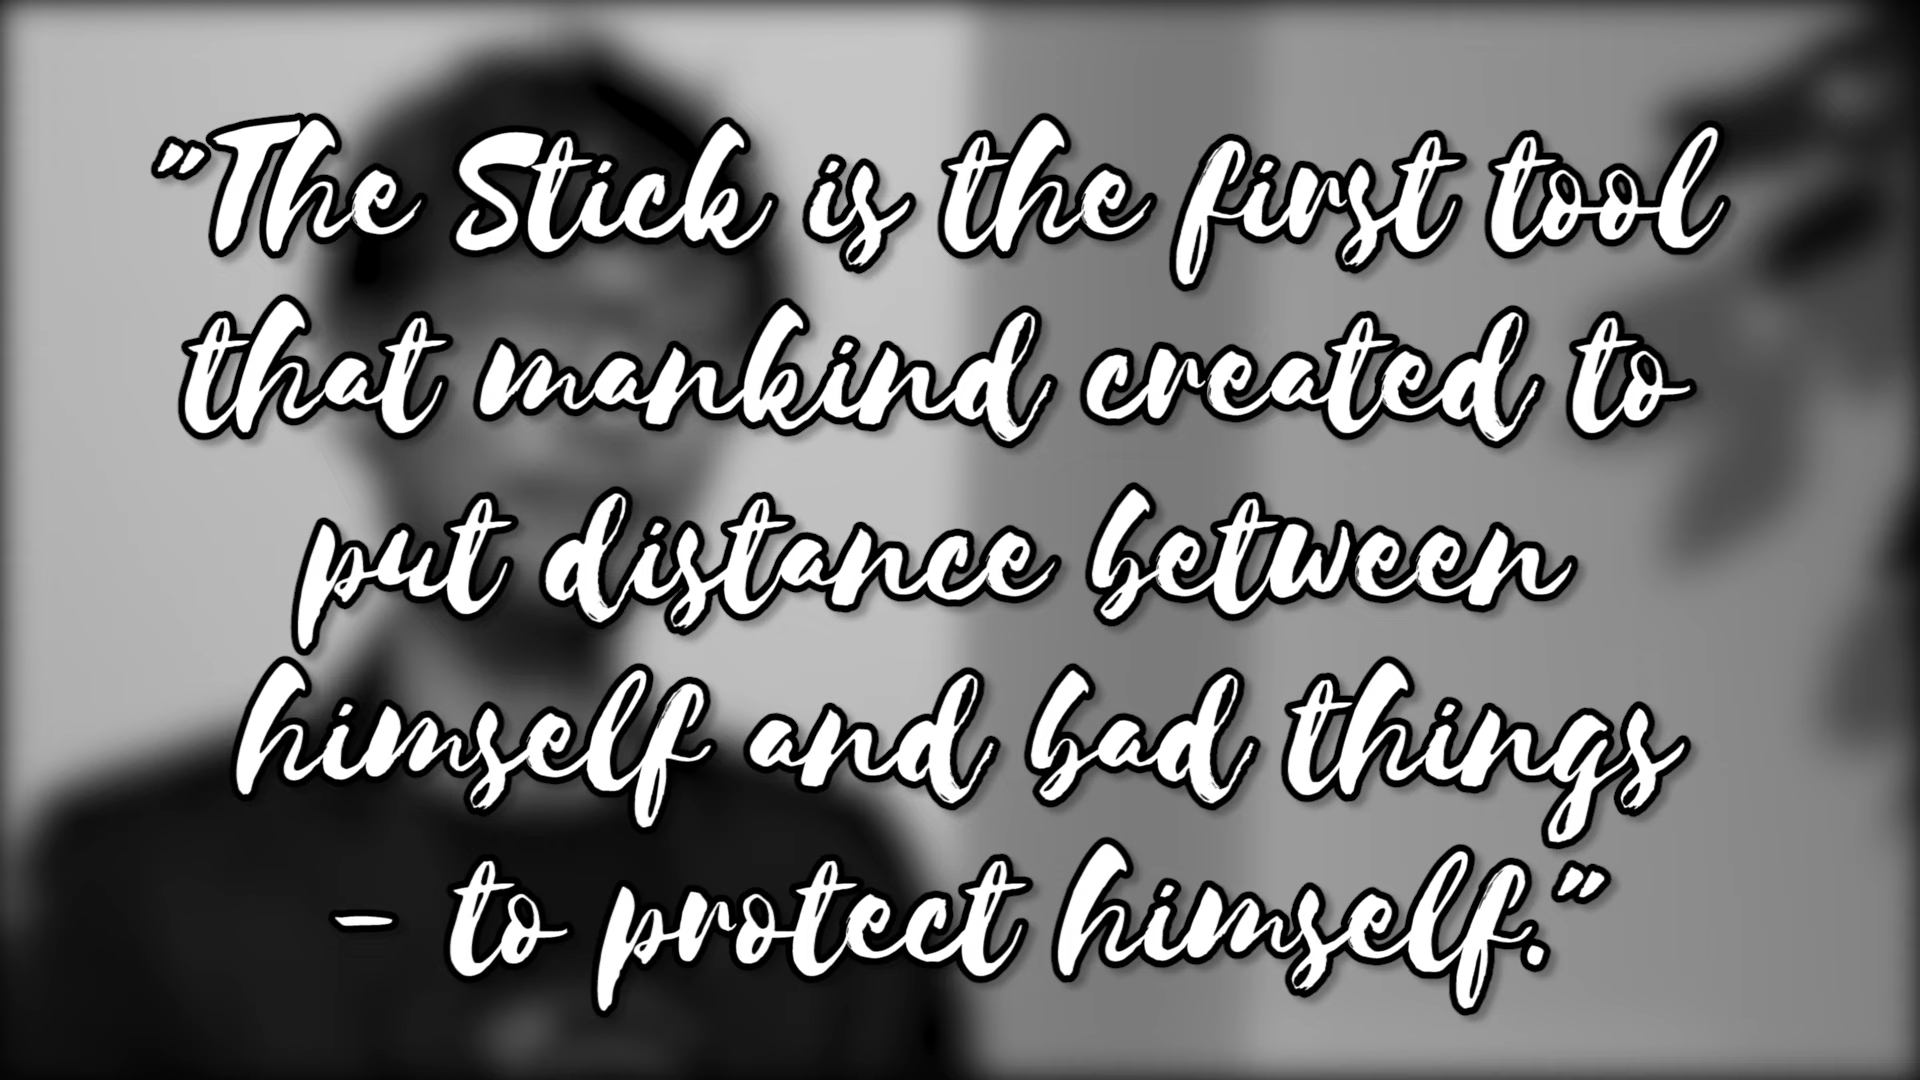 "The Stick is the first tool
that mankind created to
put distance between
himself and bad things
- to protect himself."